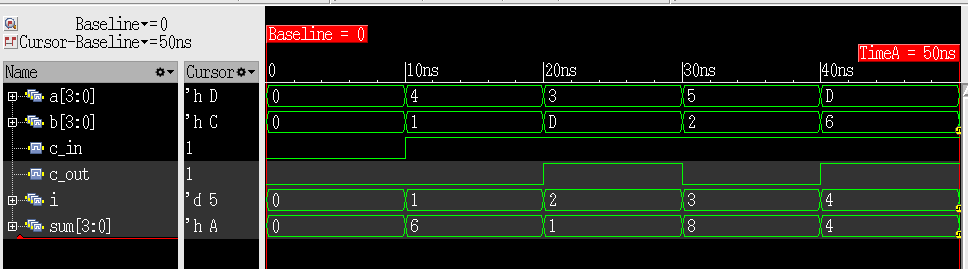 Baseline▾=0
Cursor-Baseline▾=50ns
Baseline = 0
TimeA = 50ns
Name Cursor 0 10ns 20ns 30ns 40ns
a[3:0] 'h D 0 4 3 5 D
b[3:0] 'h C 0 1 D 2 6
c_in 1
c_out 1
i 'd 5 0 1 2 3 4
sum[3:0] 'h A 0 6 1 8 4